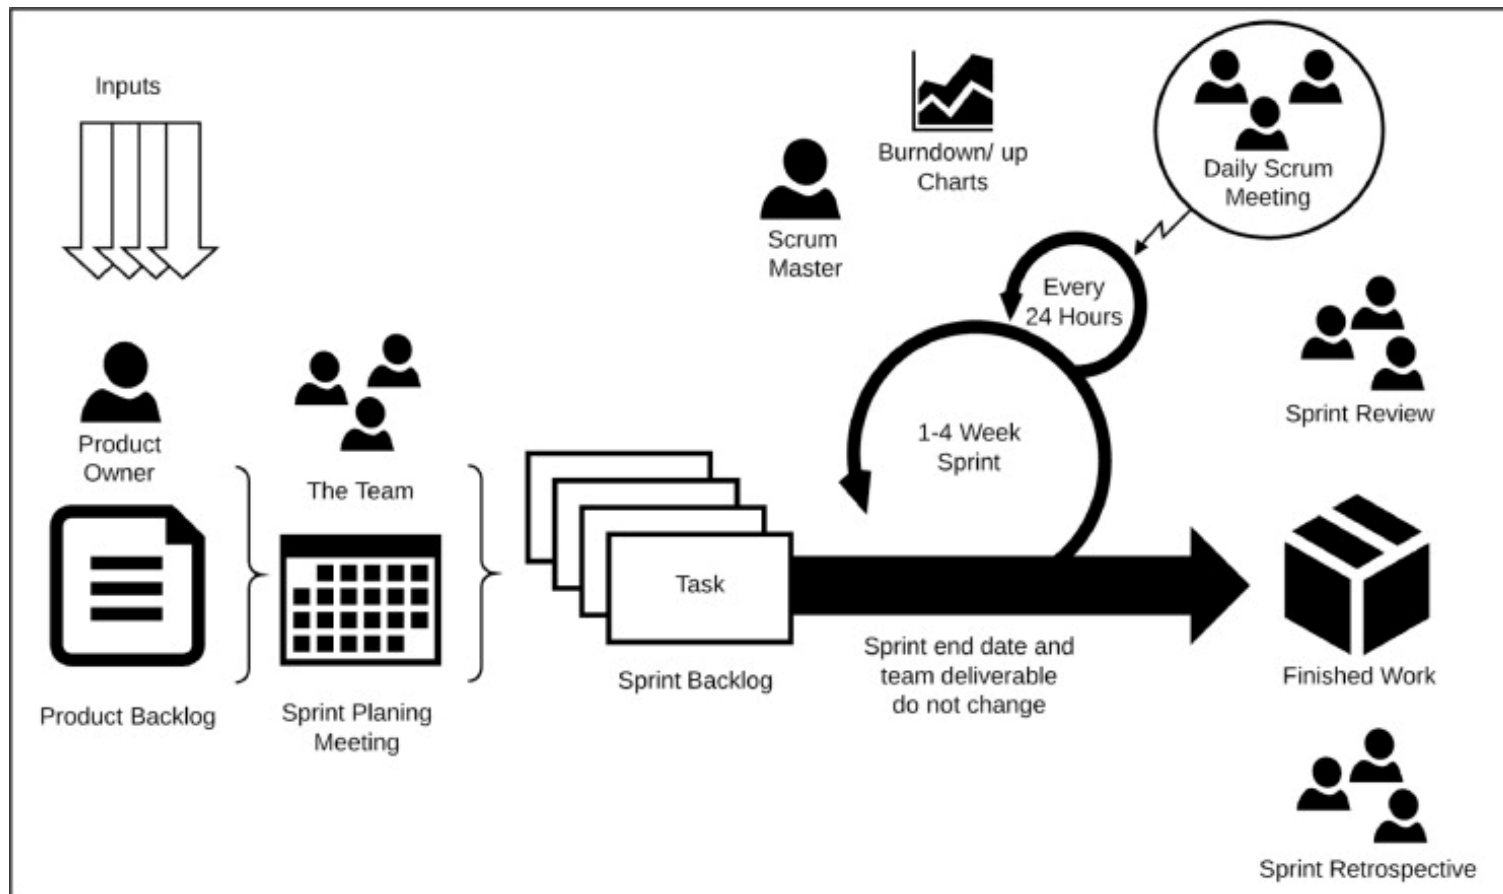 Inputs
Product
Owner
Product Backlog
The Team
Sprint Planing
Meeting
Task
Sprint Backlog
Scrum
Master
Burndown/ up
Charts
Daily Scrum
Meeting
Every
24 Hours
1-4 Week
Sprint
Sprint end date and
team deliverable
do not change
Sprint Review
Finished Work
Sprint Retrospective